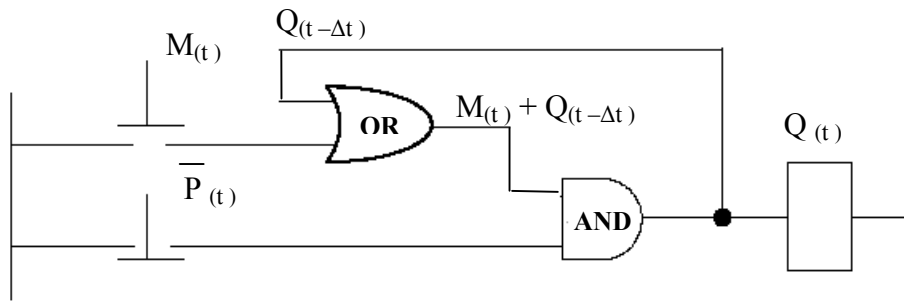 Q(t−Δt)
M(t)
OR
M(t) + Q(t−Δt)
Q (t)
P̅ (t)
AND